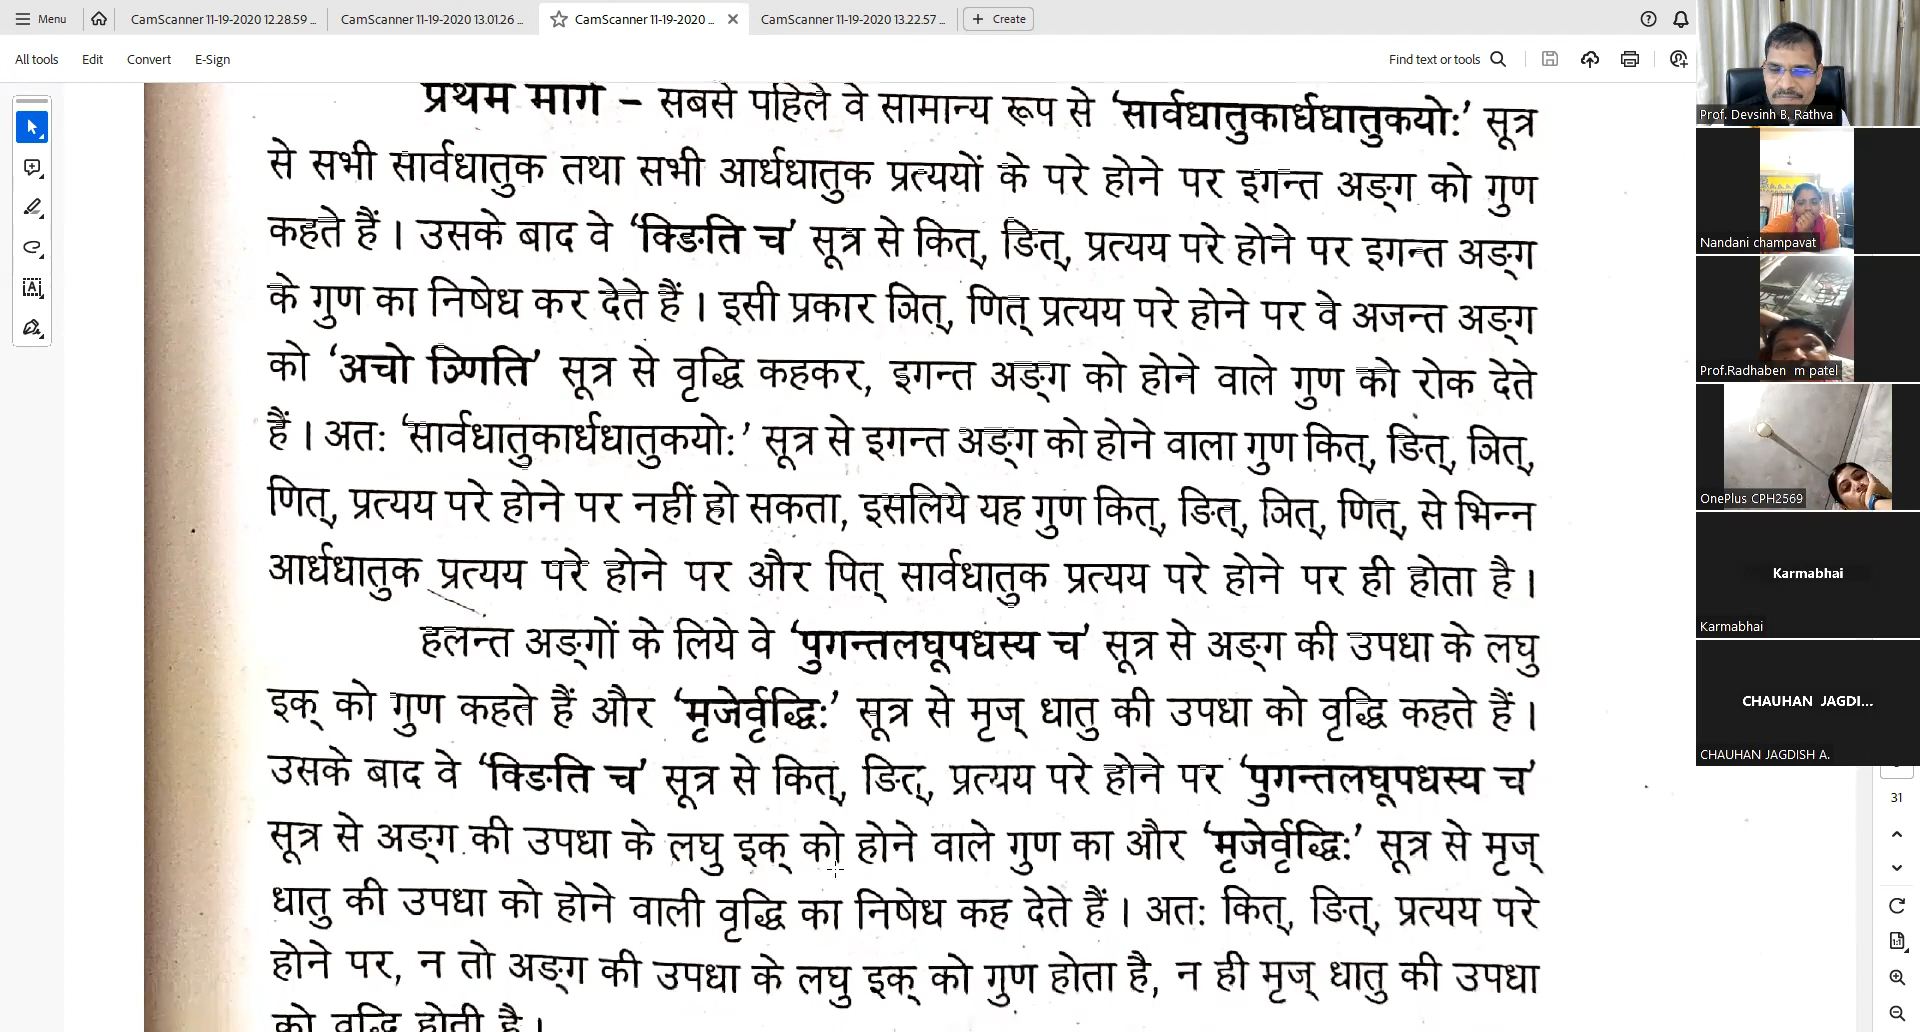 Menu
CamScanner 11-19-2020 12.28.59 ...
CamScanner 11-19-2020 13.01.26 ...
CamScanner 11-19-2020 ...
CamScanner 11-19-2020 13.22.57 ...
Create
All tools
Edit
Convert
E-Sign
Find text or tools
प्रथम मार्ग – सबसे पहिले वे सामान्य रूप से ‘सार्वधातुकार्धधातुकयो:’ सूत्र
से सभी सार्वधातुक तथा सभी आर्धधातुक प्रत्ययों के परे होने पर इगन्त अङ्ग को गुण
कहते हैं । उसके बाद वे ‘क्ङिति च’ सूत्र से कित्, ङित्, प्रत्यय परे होने पर इगन्त अङ्ग
के गुण का निषेध कर देते हैं । इसी प्रकार ञित्, णित् प्रत्यय परे होने पर वे अजन्त अङ्ग
को ‘अचो ञ्णिति’ सूत्र से वृद्धि कहकर, इगन्त अङ्ग को होने वाले गुण को रोक देते
हैं । अत: ‘सार्वधातुकार्धधातुकयो:’ सूत्र से इगन्त अङ्ग को होने वाला गुण कित्, ङित्, ञित्,
णित्, प्रत्यय परे होने पर नहीं हो सकता, इसलिये यह गुण कित्, ङित्, ञित्, णित्, से भिन्न
आर्धधातुक प्रत्यय परे होने पर और पित् सार्वधातुक प्रत्यय परे होने पर ही होता है ।
हलन्त अङ्गों के लिये वे ‘पुगन्तलघूपधस्य च’ सूत्र से अङ्ग की उपधा के लघु
इक् को गुण कहते हैं और ‘मृजेर्वृद्धि:’ सूत्र से मृज् धातु की उपधा को वृद्धि कहते हैं ।
उसके बाद वे ‘क्ङिति च’ सूत्र से कित्, ङित्, प्रत्यय परे होने पर ‘पुगन्तलघूपधस्य च’
सूत्र से अङ्ग की उपधा के लघु इक् को होने वाले गुण का और ‘मृजेर्वृद्धि:’ सूत्र से मृज्
धातु की उपधा को होने वाली वृद्धि का निषेध कह देते हैं । अत: कित्, ङित्, प्रत्यय परे
होने पर, न तो अङ्ग की उपधा के लघु इक् को गुण होता है, न ही मृज् धातु की उपधा
को वृद्धि होती है ।
Prof. Devsinh B. Rathva
Nandani champavat
Prof.Radhaben m patel
OnePlus CPH2569
Karmabhai
Karmabhai
CHAUHAN JAGDI...
CHAUHAN JAGDISH A.
31